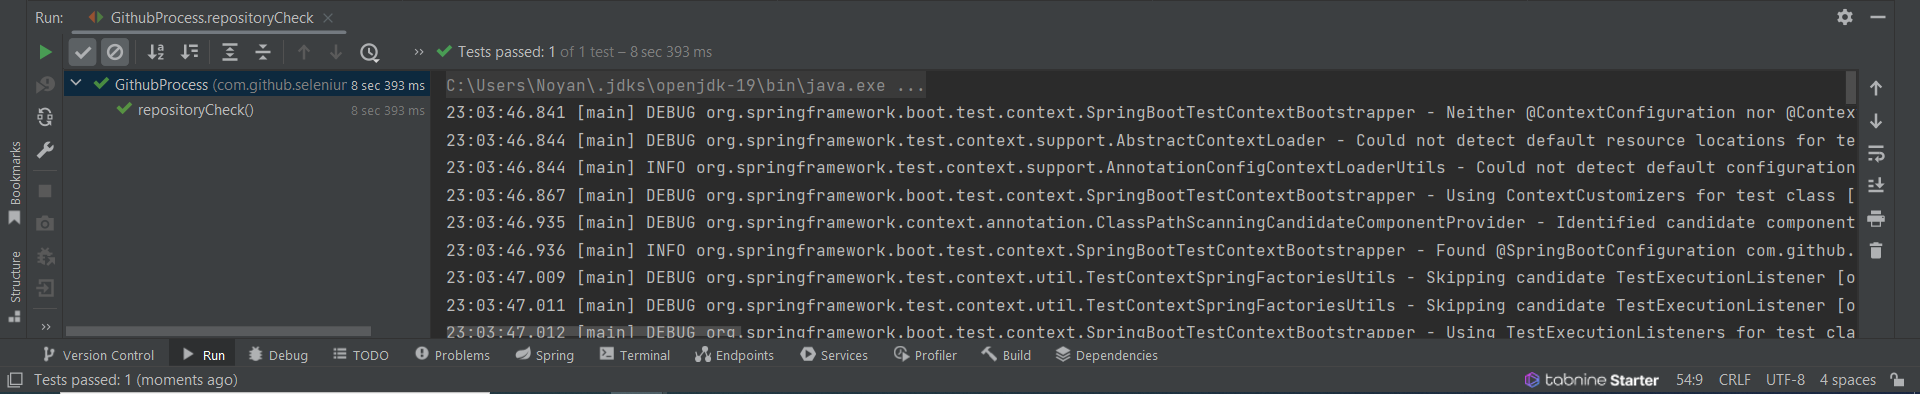 Run: GithubProcess.repositoryCheck
Tests passed: 1 of 1 test – 8 sec 393 ms
GithubProcess (com.github.seleniur 8 sec 393 ms
repositoryCheck() 8 sec 393 ms
C:\Users\Noyan\.jdks\openjdk-19\bin\java.exe ...
23:03:46.841 [main] DEBUG org.springframework.boot.test.context.SpringBootTestContextBootstrapper - Neither @ContextConfiguration nor @Contex
23:03:46.844 [main] DEBUG org.springframework.test.context.support.AbstractContextLoader - Could not detect default resource locations for te
23:03:46.844 [main] INFO org.springframework.test.context.support.AnnotationConfigContextLoaderUtils - Could not detect default configuration
23:03:46.867 [main] DEBUG org.springframework.boot.test.context.SpringBootTestContextBootstrapper - Using ContextCustomizers for test class [
23:03:46.935 [main] DEBUG org.springframework.context.annotation.ClassPathScanningCandidateComponentProvider - Identified candidate component
23:03:46.936 [main] INFO org.springframework.boot.test.context.SpringBootTestContextBootstrapper - Found @SpringBootConfiguration com.github.
23:03:47.009 [main] DEBUG org.springframework.test.context.util.TestContextSpringFactoriesUtils - Skipping candidate TestExecutionListener [o
23:03:47.011 [main] DEBUG org.springframework.test.context.util.TestContextSpringFactoriesUtils - Skipping candidate TestExecutionListener [o
23:03:47.012 [main] DEBUG org.springframework.boot.test.context.SpringBootTestContextBootstrapper - Using TestExecutionListeners for test cla
Bookmarks
Structure
Version Control Run Debug TODO Problems Spring Terminal Endpoints Services Profiler Build Dependencies
Tests passed: 1 (moments ago) tabnine Starter 54:9 CRLF UTF-8 4 spaces